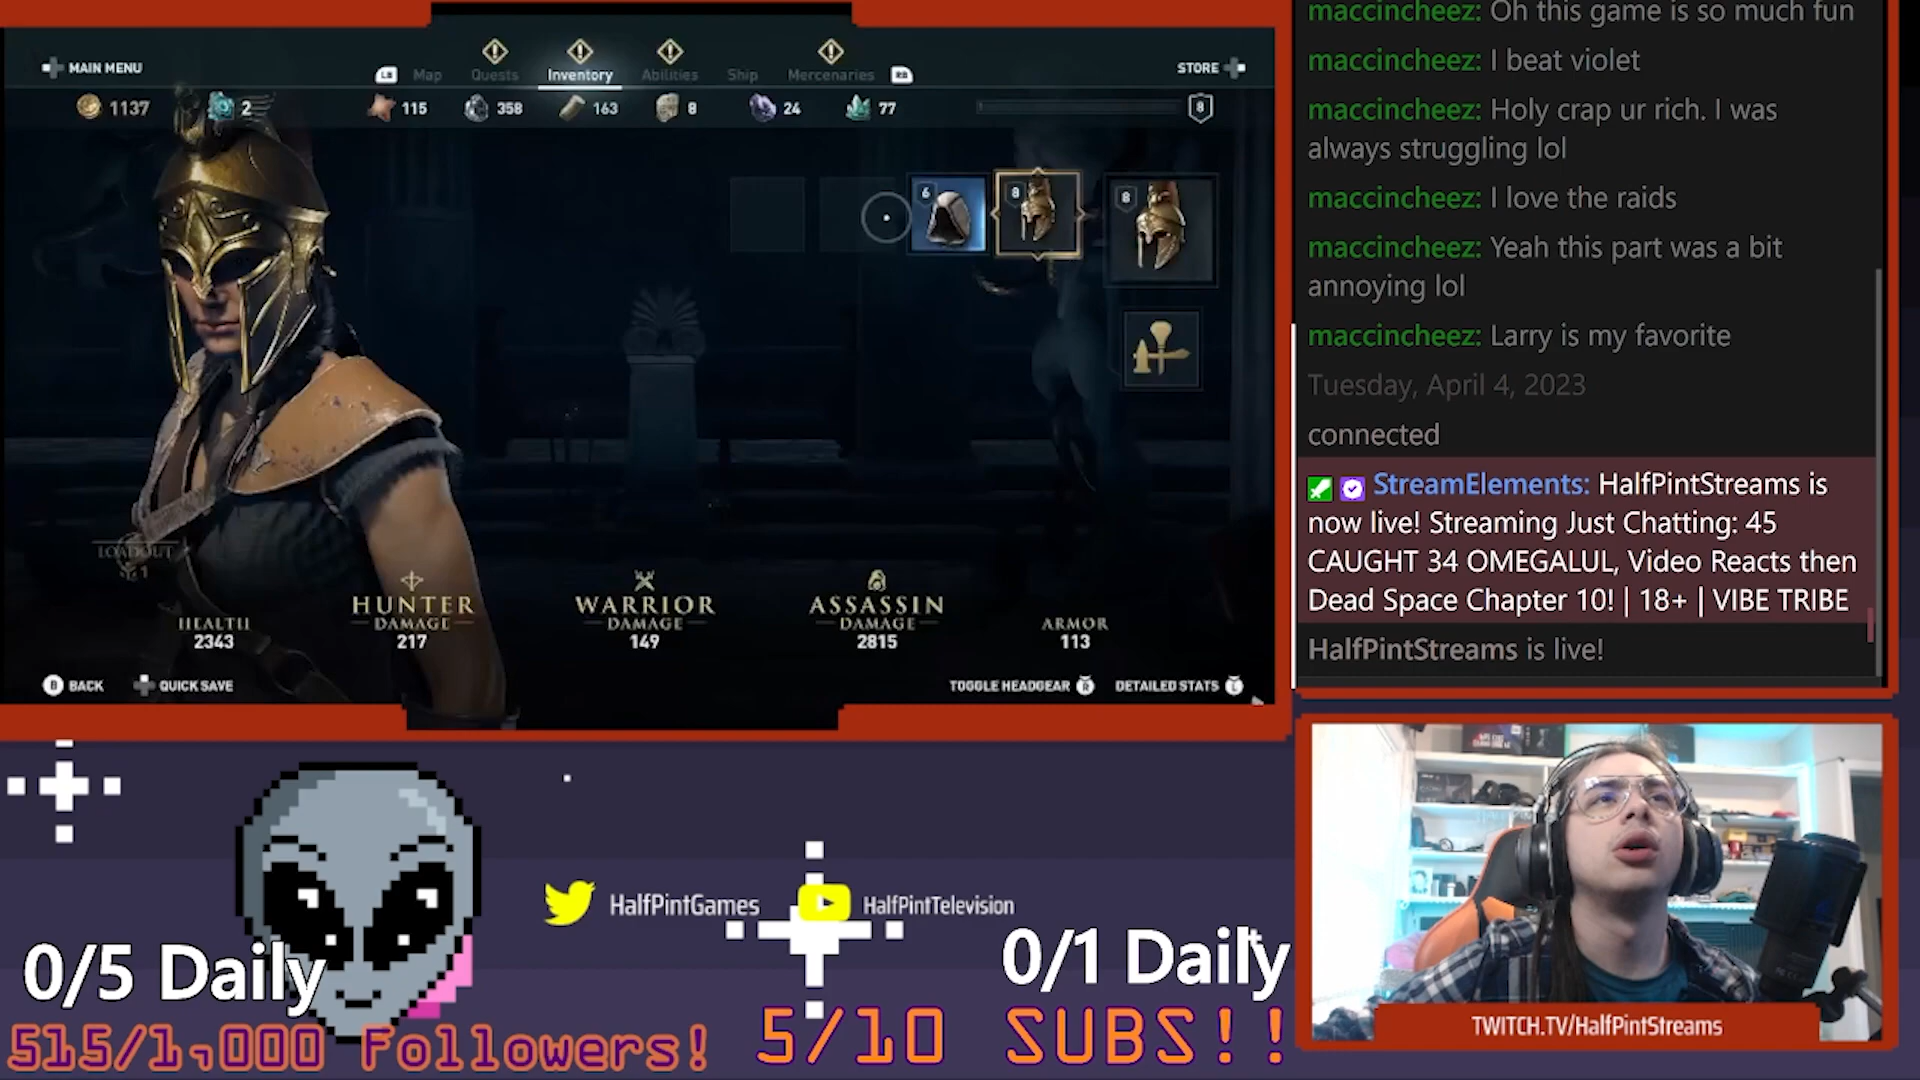 MAIN MENU
LB Map Quests Inventory Abilities Ship Mercenaries RB
STORE
1137 2 115 358 163 8 24 77 8
6 8 8
LOADOUT
1
HEALTH
2343
HUNTER
DAMAGE
217
WARRIOR
DAMAGE
149
ASSASSIN
DAMAGE
2815
ARMOR
113
B BACK QUICK SAVE
TOGGLE HEADGEAR R DETAILED STATS L
maccincheez: Oh this game is so much fun
maccincheez: I beat violet
maccincheez: Holy crap ur rich. I was
always struggling lol
maccincheez: I love the raids
maccincheez: Yeah this part was a bit
annoying lol
maccincheez: Larry is my favorite
Tuesday, April 4, 2023
connected
StreamElements: HalfPintStreams is
now live! Streaming Just Chatting: 45
CAUGHT 34 OMEGALUL, Video Reacts then
Dead Space Chapter 10! | 18+ | VIBE TRIBE
HalfPintStreams is live!
HalfPintGames
HalfPintTelevision
0/5 Daily
0/1 Daily
515/1,000 Followers!
5/10 SUBS!!
TWITCH.TV/HalfPintStreams